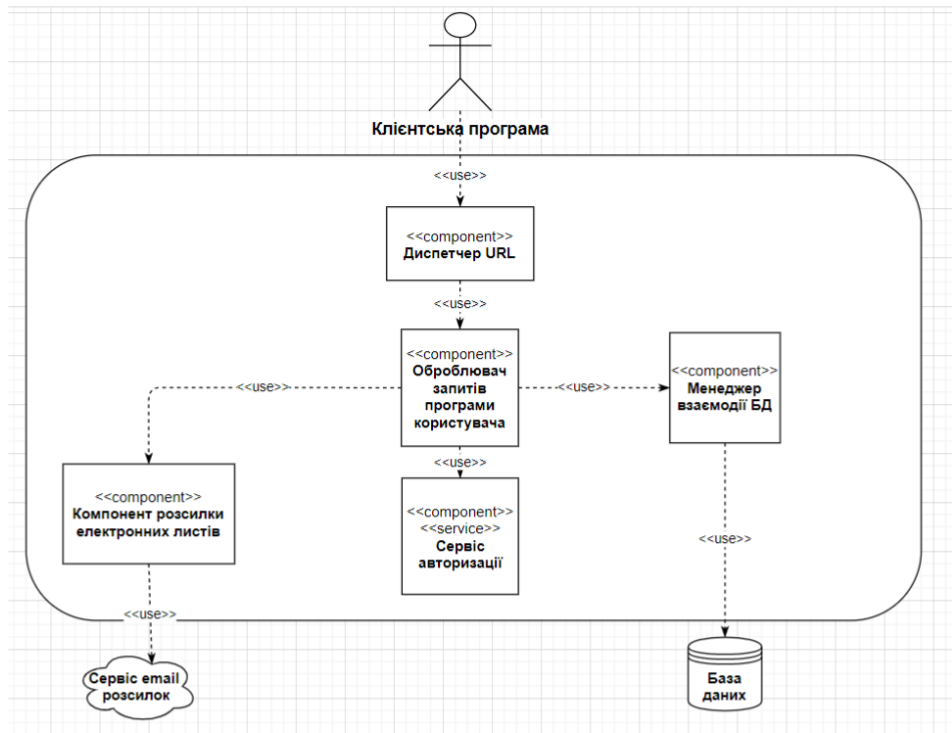 Клієнтська програма
<<use>>
<<component>>
Диспетчер URL
<<use>>
<<component>>
Оброблювач
запитів
програми
користувача
<<use>>
<<use>>
<<component>>
Менеджер
взаємодії БД
<<use>>
<<component>>
Компонент розсилки
електронних листів
<<component>>
<<service>>
Сервіс
авторизації
<<use>>
<<use>>
Сервіс email
розсилок
База
даних